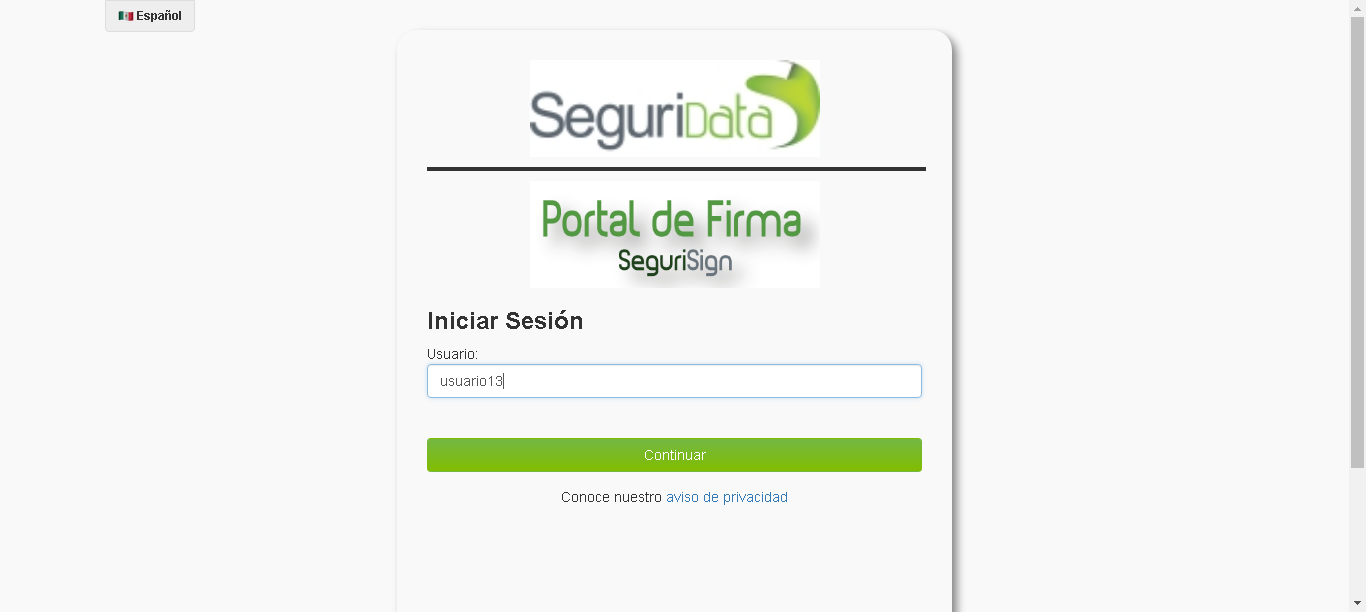 Español
SeguriData
Portal de Firma
SeguriSign
Iniciar Sesión
Usuario:
usuario13
Continuar
Conoce nuestro aviso de privacidad